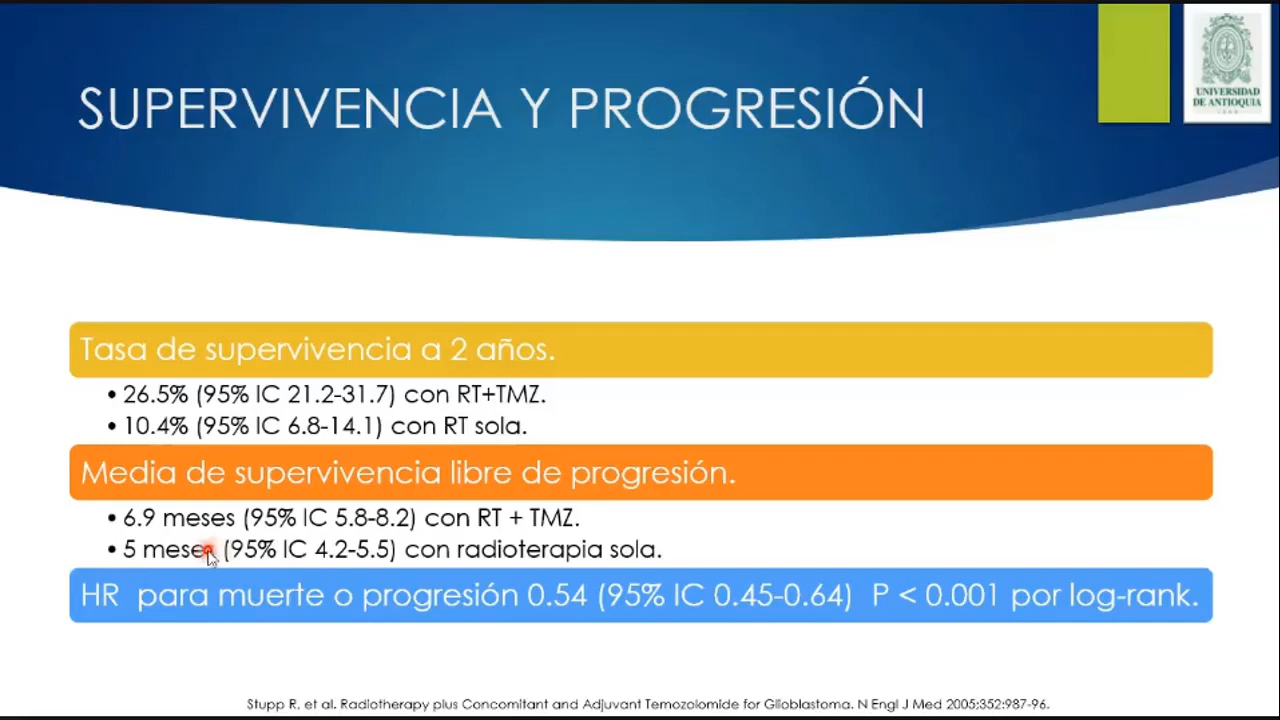 SUPERVIVENCIA Y PROGRESIÓN
UNIVERSIDAD
DE ANTIOQUIA
Tasa de supervivencia a 2 años.
• 26.5% (95% IC 21.2-31.7) con RT+TMZ.
• 10.4% (95% IC 6.8-14.1) con RT sola.
Media de supervivencia libre de progresión.
• 6.9 meses (95% IC 5.8-8.2) con RT + TMZ.
• 5 meses (95% IC 4.2-5.5) con radioterapia sola.
HR para muerte o progresión 0.54 (95% IC 0.45-0.64) P < 0.001 por log-rank.
Stupp R, et al. Radiotherapy plus Concomitant and Adjuvant Temozolomide for Glioblastoma. N Engl J Med 2005;352:987-96.